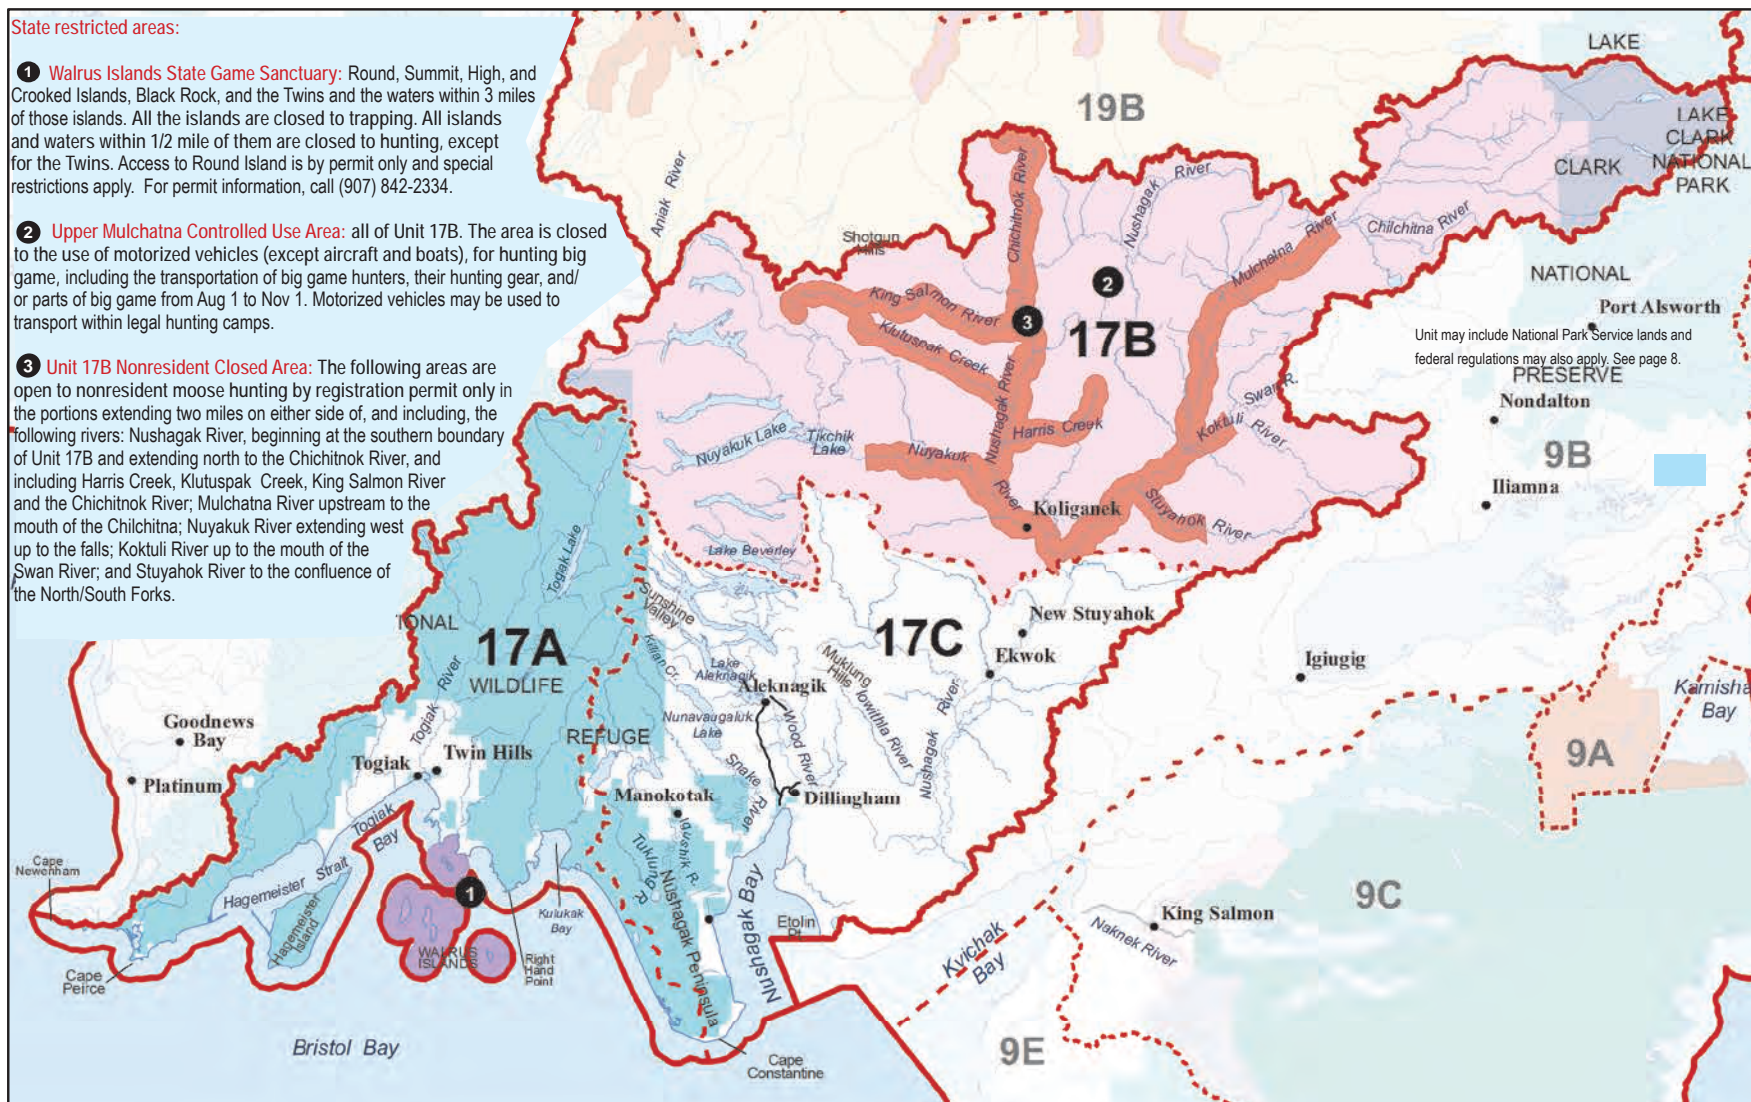 State restricted areas:
1 Walrus Islands State Game Sanctuary: Round, Summit, High, and
Crooked Islands, Black Rock, and the Twins and the waters within 3 miles
of those islands. All the islands are closed to trapping. All islands
and waters within 1/2 mile of them are closed to hunting, except
for the Twins. Access to Round Island is by permit only and special
restrictions apply. For permit information, call (907) 842-2334.
2 Upper Mulchatna Controlled Use Area: all of Unit 17B. The area is closed
to the use of motorized vehicles (except aircraft and boats), for hunting big
game, including the transportation of big game hunters, their hunting gear, and/
or parts of big game from Aug 1 to Nov 1. Motorized vehicles may be used to
transport within legal hunting camps.
3 Unit 17B Nonresident Closed Area: The following areas are
open to nonresident moose hunting by registration permit only in
the portions extending two miles on either side of, and including, the
following rivers: Nushagak River, beginning at the southern boundary
of Unit 17B and extending north to the Chichitnok River, and
including Harris Creek, Klutuspak Creek, King Salmon River
and the Chichitnok River; Mulchatna River upstream to the
mouth of the Chilchitna; Nuyakuk River extending west
up to the falls; Koktuli River up to the mouth of the
Swan River; and Stuyahok River to the confluence of
the North/South Forks.
LAKE
19B
LAKE
CLARK
NATIONAL
PARK
CLARK
Aniak River
Chichitnok River
Nushagak River
Shotgun
Hills
Mulchatna River
Chilchitna River
NATIONAL
2
Port Alsworth
King Salmon River
3
17B
Unit may include National Park Service lands and
federal regulations may also apply. See page 8.
Klutuspak Creek
PRESERVE
Swan R.
Nondalton
Nushagak River
Harris Creek
Koktuli River
Nuyakuk Lake
Tikchik
Lake
Nuyakuk River
9B
Iliamna
Koliganek
Stuyahok River
Togiak Lake
Lake Beverley
Sunshine
Valley
TONAL
17A
WILDLIFE
REFUGE
17C
New Stuyahok
Ekwok
Killian Cr.
Lake
Aleknagik
Muklung
Hills
Igiugig
Kamisha
Bay
Aleknagik
Iowithla River
Nushagak River
Togiak River
Goodnews
Bay
Nunavaugaluk
Lake
Wood River
Twin Hills
Togiak
Snake River
9A
Platinum
Manokotak
Dillingham
Togiak Bay
Igushik R.
Tuklung R.
Cape
Newenham
Hagemeister Strait
1
9C
Nushagak Bay
Kulukak
Bay
Hagemeister
Island
Nushagak Peninsula
Etolin
Pt.
King Salmon
Naknek River
WALRUS
ISLANDS
Right
Hand
Point
Kvichak
Bay
Cape
Peirce
Bristol Bay
Cape
Constantine
9E